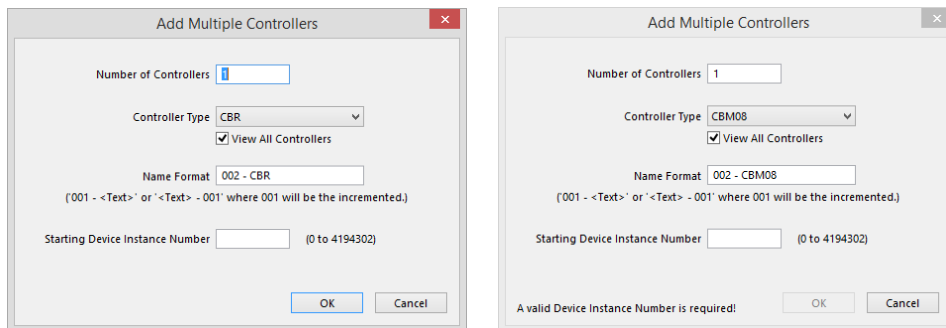 Add Multiple Controllers
Number of Controllers 1
Controller Type CBR
View All Controllers
Name Format 002 - CBR
('001 - <Text>' or '<Text> - 001' where 001 will be the incremented.)
Starting Device Instance Number (0 to 4194302)
OK Cancel
Add Multiple Controllers
Number of Controllers 1
Controller Type CBM08
View All Controllers
Name Format 002 - CBM08
('001 - <Text>' or '<Text> - 001' where 001 will be the incremented.)
Starting Device Instance Number (0 to 4194302)
A valid Device Instance Number is required! OK Cancel